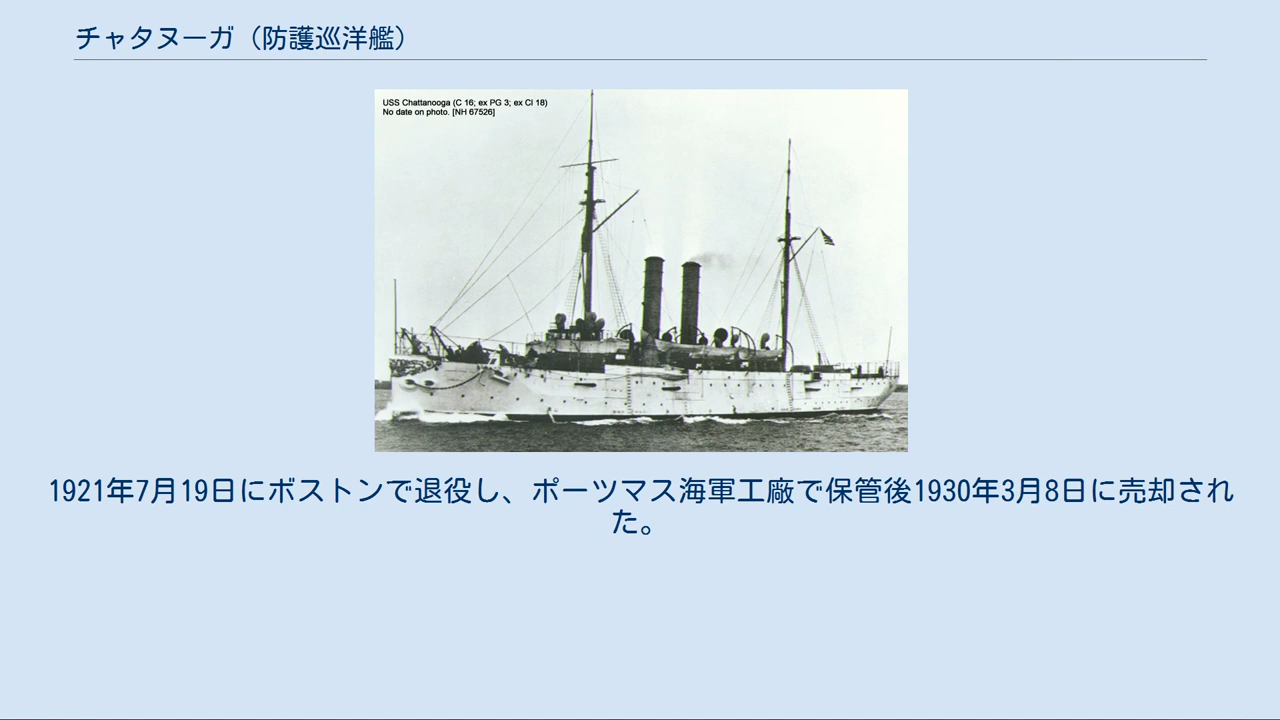 チャタヌーガ（防護巡洋艦）
USS Chattanooga (C 16; ex PG 3; ex Cl 18)
No date on photo. [NH 67526]
1921年7月19日にボストンで退役し、ポーツマス海軍工廠で保管後1930年3月8日に売却され
た。